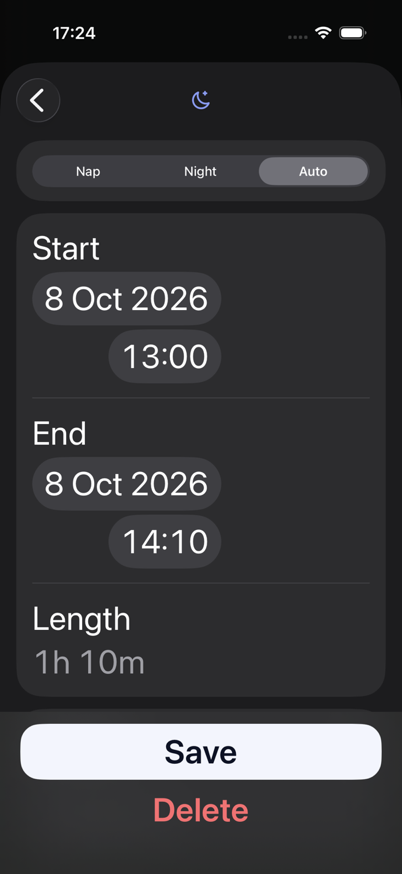 17:24
Nap
Night
Auto
Start
8 Oct 2026
13:00
End
8 Oct 2026
14:10
Length
1h 10m
Save
Delete